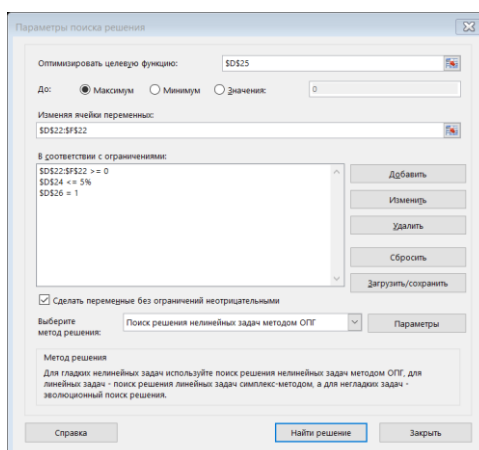 Параметры поиска решения
Оптимизировать целевую функцию: $D$25
До: Максимум Минимум Значения: 0
Изменяя ячейки переменных:
$D$22:$F$22
В соответствии с ограничениями:
$D$22:$F$22 >= 0
$D$24 <= 5%
$D$26 = 1
Добавить
Изменить
Удалить
Сбросить
Загрузить/сохранить
Сделать переменные без ограничений неотрицательными
Выберите
метод решения: Поиск решения нелинейных задач методом ОПГ Параметры
Метод решения
Для гладких нелинейных задач используйте поиск решения нелинейных задач методом ОПГ, для
линейных задач - поиск решения линейных задач симплекс-методом, а для негладких задач -
эволюционный поиск решения.
Справка Найти решение Закрыть